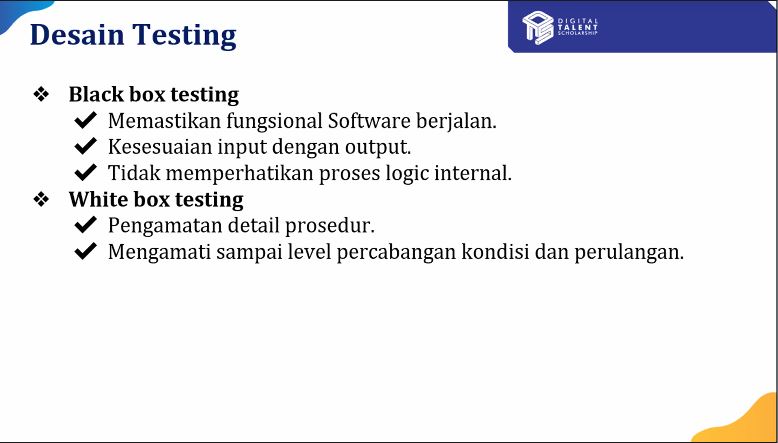 Desain Testing
DIGITAL
TALENT
SCHOLARSHIP
❖ Black box testing
✔ Memastikan fungsional Software berjalan.
✔ Kesesuaian input dengan output.
✔ Tidak memperhatikan proses logic internal.
❖ White box testing
✔ Pengamatan detail prosedur.
✔ Mengamati sampai level percabangan kondisi dan perulangan.